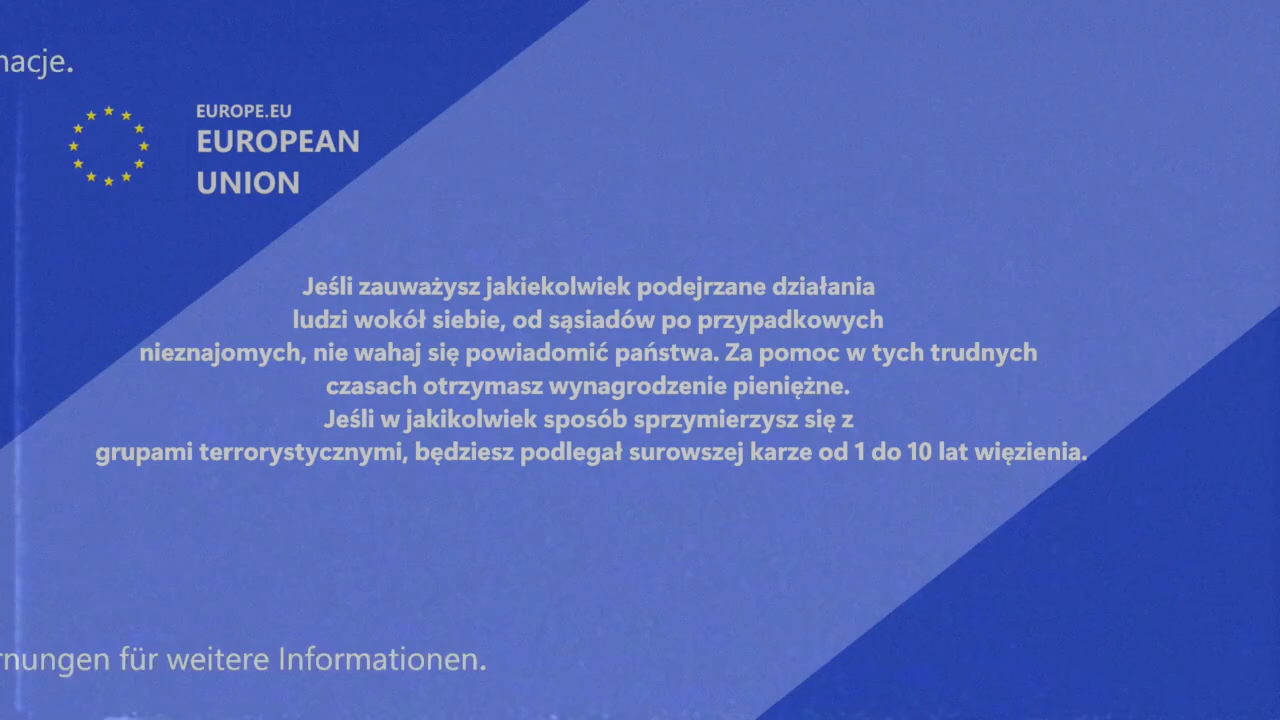 nacje.
EUROPE.EU
EUROPEAN
UNION
Jeśli zauważysz jakiekolwiek podejrzane działania
ludzi wokół siebie, od sąsiadów po przypadkowych
nieznajomych, nie wahaj się powiadomić państwa. Za pomoc w tych trudnych
czasach otrzymasz wynagrodzenie pieniężne.
Jeśli w jakikolwiek sposób sprzymierzysz się z
grupami terrorystycznymi, będziesz podlegał surowszej karze od 1 do 10 lat więzienia.
rnungen für weitere Informationen.